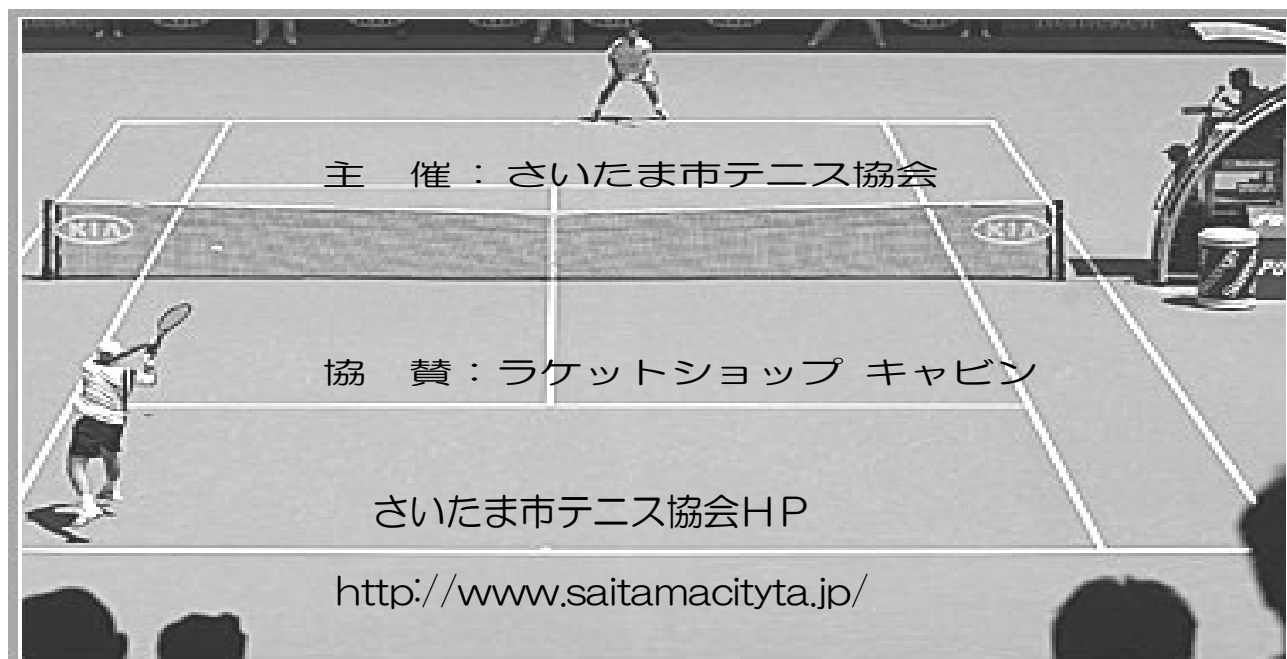 主　催：さいたま市テニス協会
KIA
KIA
協　賛：ラケットショップ キャビン
さいたま市テニス協会ＨＰ
http://www.saitamacityta.jp/